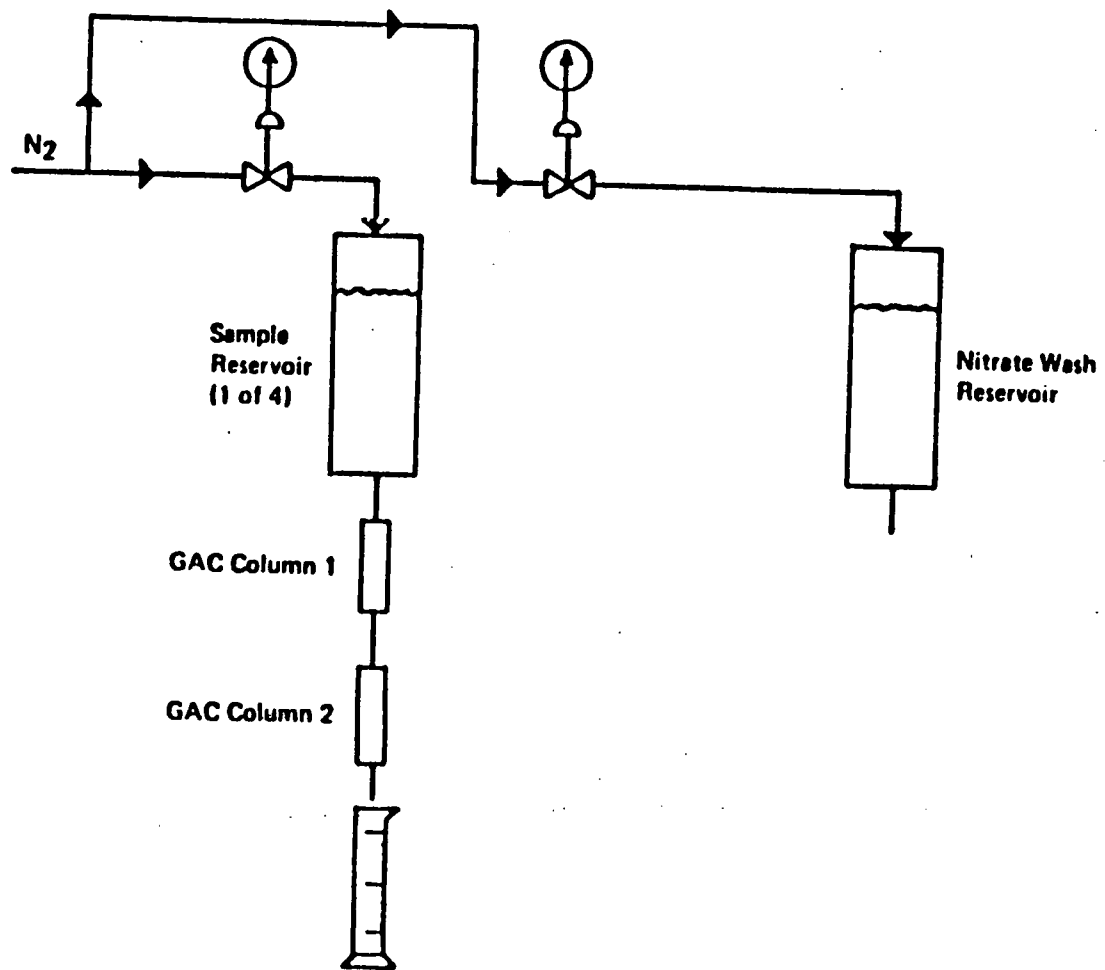 N2
Sample
Reservoir
(1 of 4)
Nitrate Wash
Reservoir
GAC Column 1
GAC Column 2